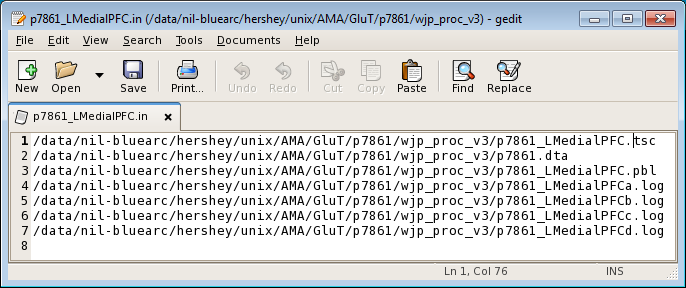 p7861_LMedialPFC.in (/data/nil-bluearc/hershey/unix/AMA/GluT/p7861/wjp_proc_v3) - gedit
File Edit View Search Tools Documents Help
New Open Save Print... Undo Redo Cut Copy Paste Find Replace
p7861_LMedialPFC.in
1 /data/nil-bluearc/hershey/unix/AMA/GluT/p7861/wjp_proc_v3/p7861_LMedialPFC.tsc
2 /data/nil-bluearc/hershey/unix/AMA/GluT/p7861/wjp_proc_v3/p7861.dta
3 /data/nil-bluearc/hershey/unix/AMA/GluT/p7861/wjp_proc_v3/p7861_LMedialPFC.pbl
4 /data/nil-bluearc/hershey/unix/AMA/GluT/p7861/wjp_proc_v3/p7861_LMedialPFCa.log
5 /data/nil-bluearc/hershey/unix/AMA/GluT/p7861/wjp_proc_v3/p7861_LMedialPFCb.log
6 /data/nil-bluearc/hershey/unix/AMA/GluT/p7861/wjp_proc_v3/p7861_LMedialPFCc.log
7 /data/nil-bluearc/hershey/unix/AMA/GluT/p7861/wjp_proc_v3/p7861_LMedialPFCd.log
8
Ln 1, Col 76 INS